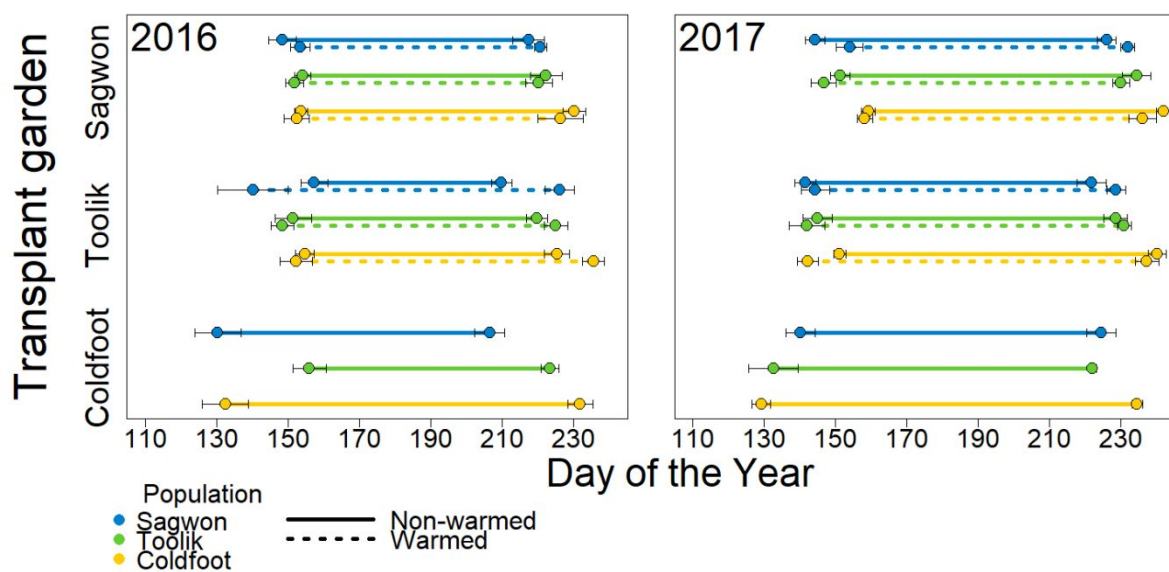 2016
2017
Transplant garden
Sagwon
Toolik
Coldfoot
110 130 150 170 190 210 230
110 130 150 170 190 210 230
Day of the Year
Population
Sagwon
Toolik
Coldfoot
Non-warmed
Warmed